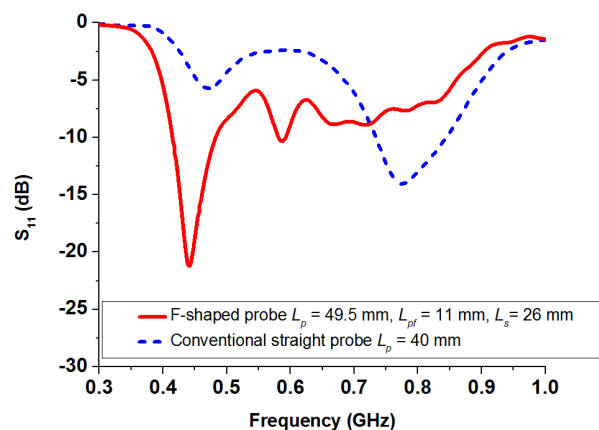 0
-5
-10
-15
-20
-25
-30
S11 (dB)
F-shaped probe Lp = 49.5 mm, Lpf = 11 mm, Ls = 26 mm
Conventional straight probe Lp = 40 mm
0.3 0.4 0.5 0.6 0.7 0.8 0.9 1.0
Frequency (GHz)